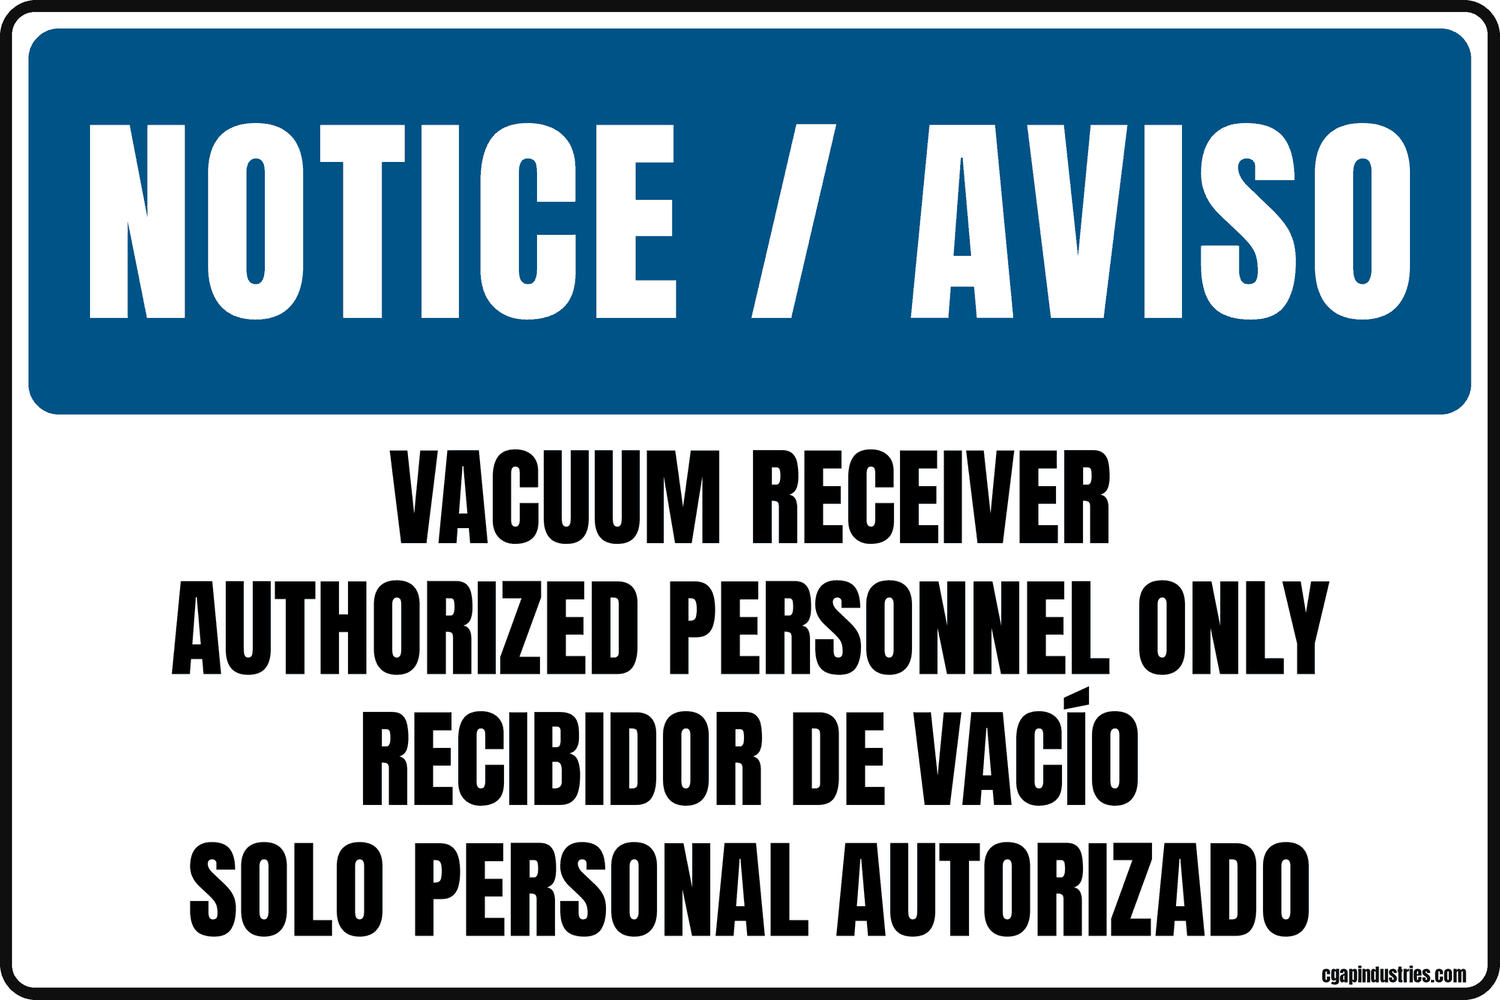 NOTICE / AVISO
VACUUM RECEIVER
AUTHORIZED PERSONNEL ONLY
RECIBIDOR DE VACÍO
SOLO PERSONAL AUTORIZADO
cgapindustries.com